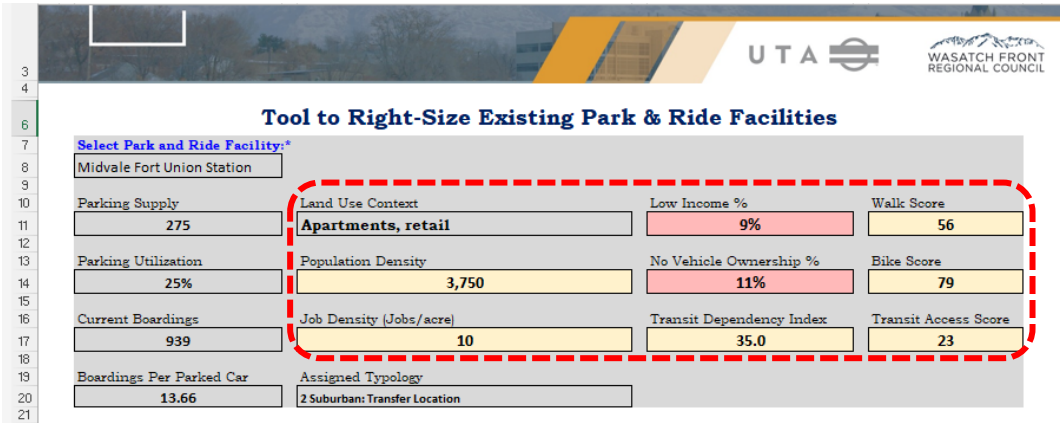 UTA
WASATCH FRONT
REGIONAL COUNCIL
3
4
6 Tool to Right-Size Existing Park & Ride Facilities
7 Select Park and Ride Facility:*
8 Midvale Fort Union Station
9
10 Parking Supply Land Use Context Low Income % Walk Score
11 275 Apartments, retail 9% 56
12
13 Parking Utilization Population Density No Vehicle Ownership % Bike Score
14 25% 3,750 11% 79
15
16 Current Boardings Job Density (Jobs/acre) Transit Dependency Index Transit Access Score
17 939 10 35.0 23
18
19 Boardings Per Parked Car Assigned Typology
20 13.66 2 Suburban: Transfer Location
21